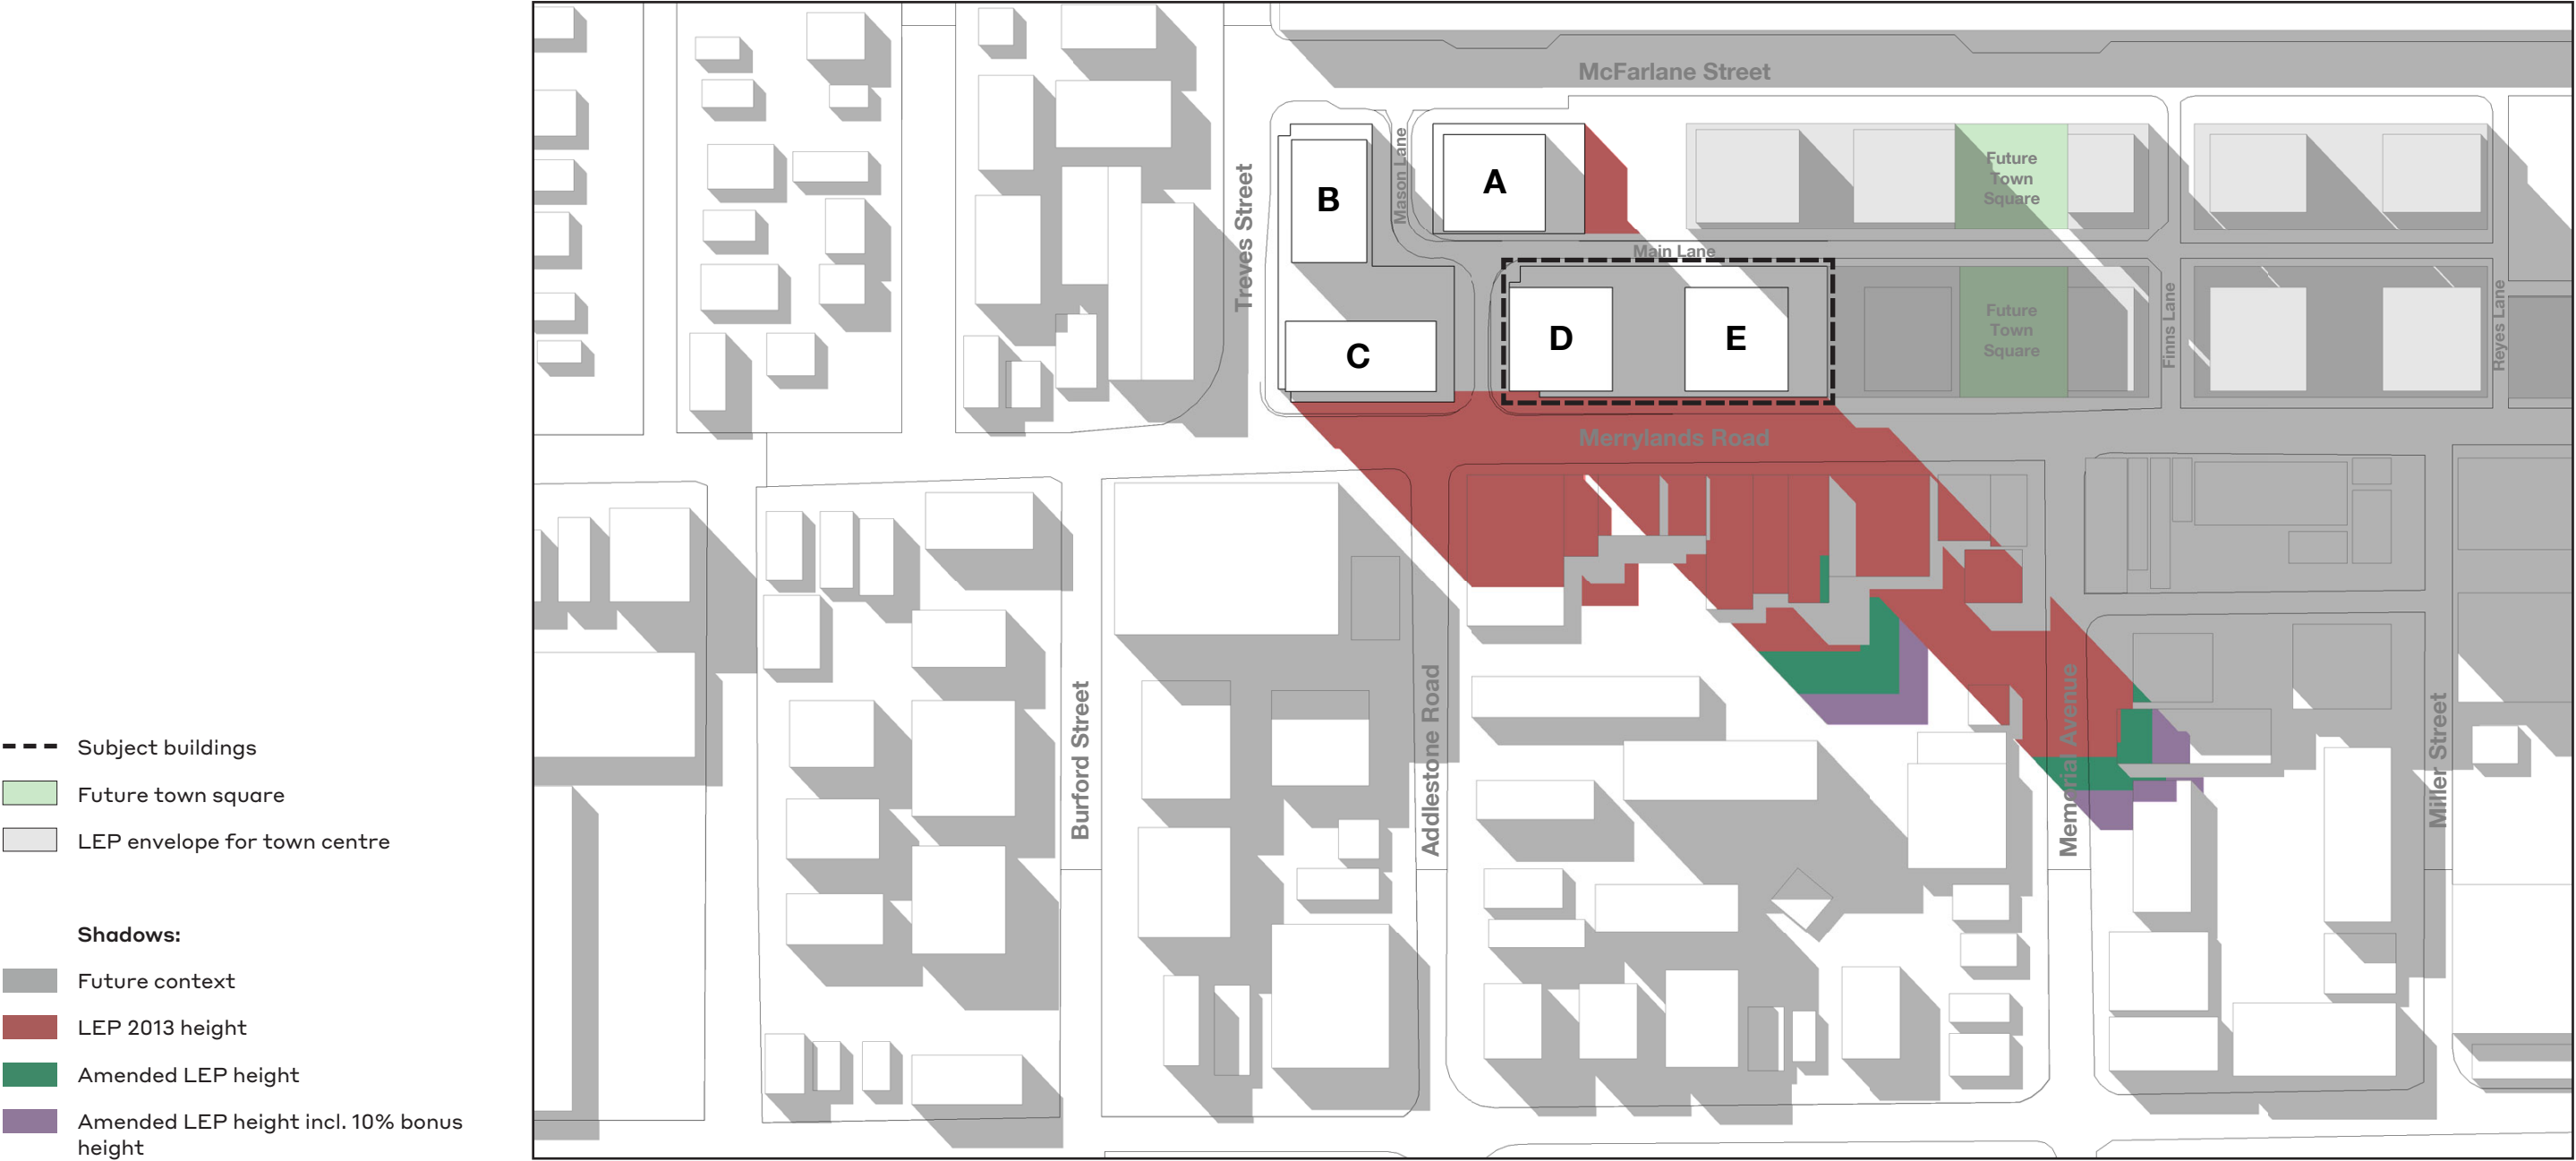 McFarlane Street
Mason Lane
A
B
Future
Town
Square
Treves Street
Main Lane
D
E
C
Future
Town
Square
Finns Lane
Reyes Lane
Merrylands Road
Burford Street
Addlestone Road
Memorial Avenue
Miller Street
Subject buildings
Future town square
LEP envelope for town centre
Shadows:
Future context
LEP 2013 height
Amended LEP height
Amended LEP height incl. 10% bonus
height